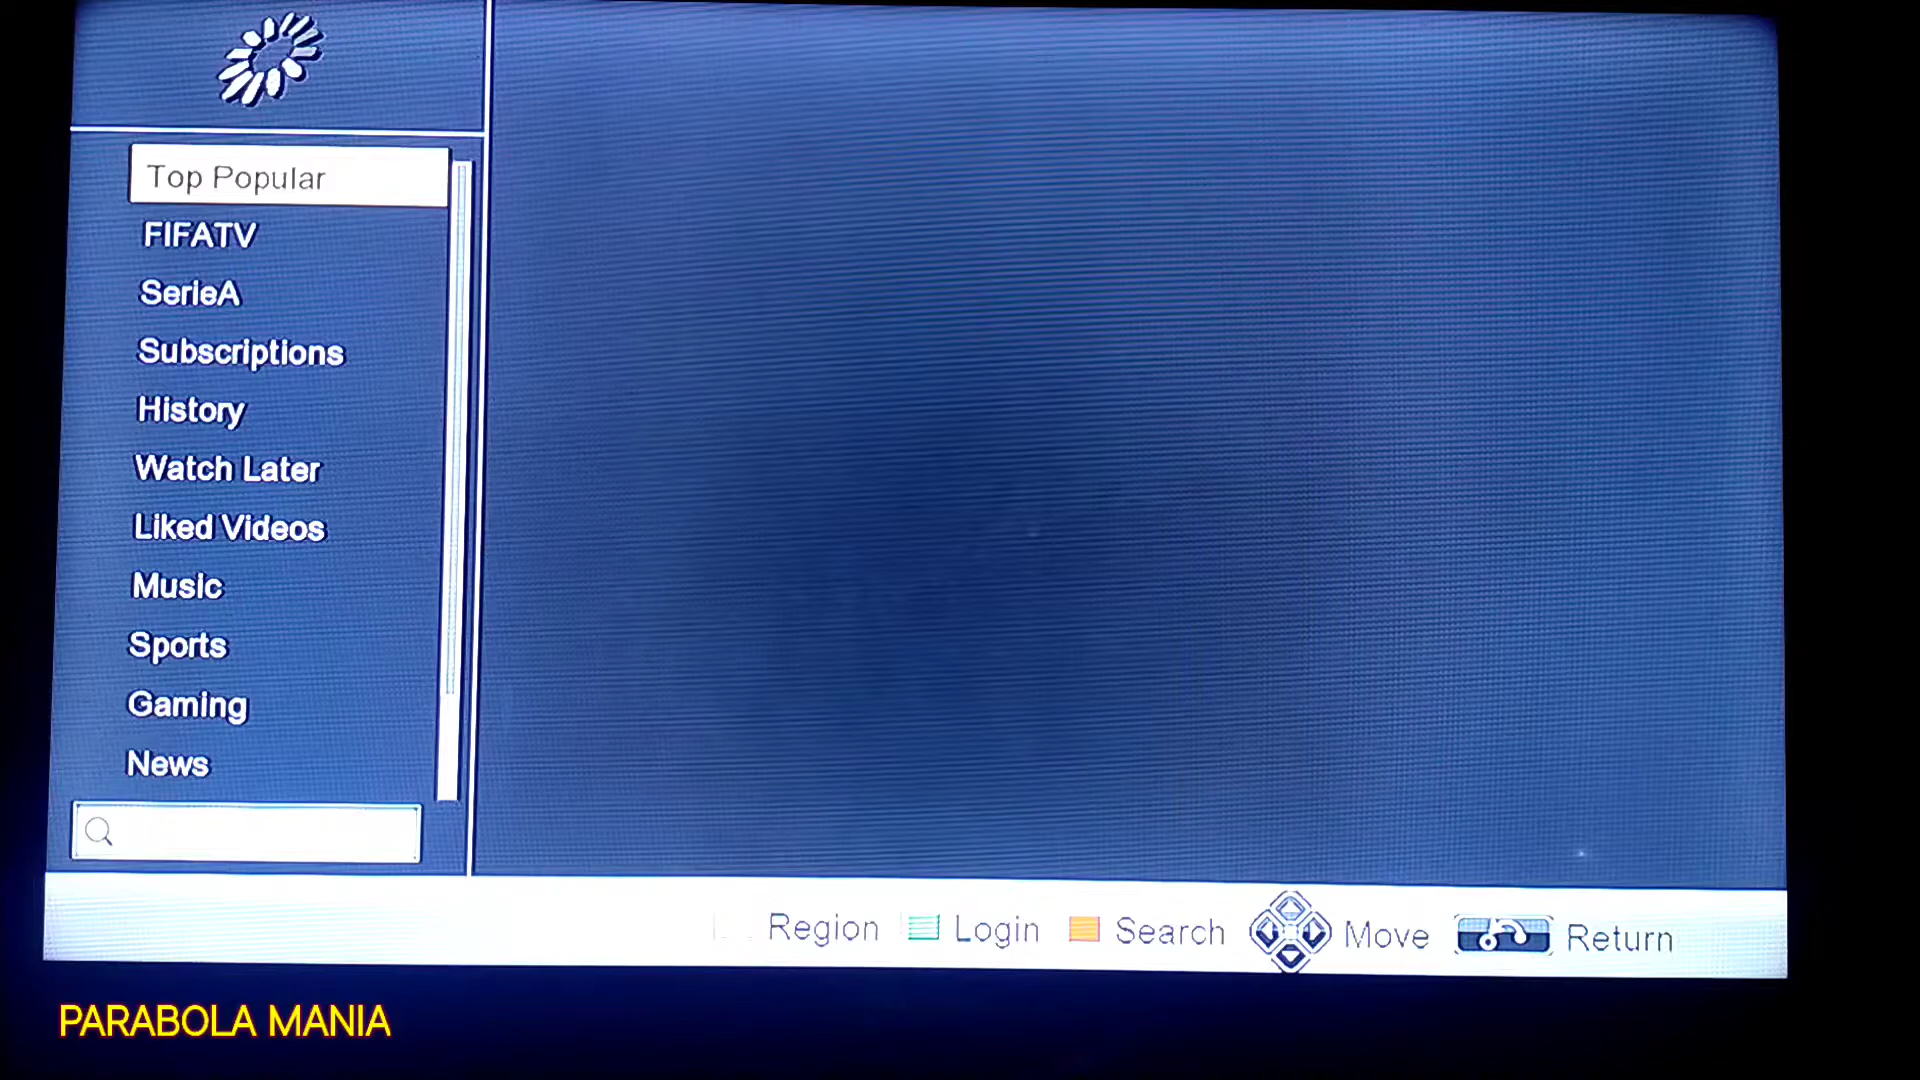 Top Popular
FIFATV
SerieA
Subscriptions
History
Watch Later
Liked Videos
Music
Sports
Gaming
News
Region Login Search Move Return
PARABOLA MANIA